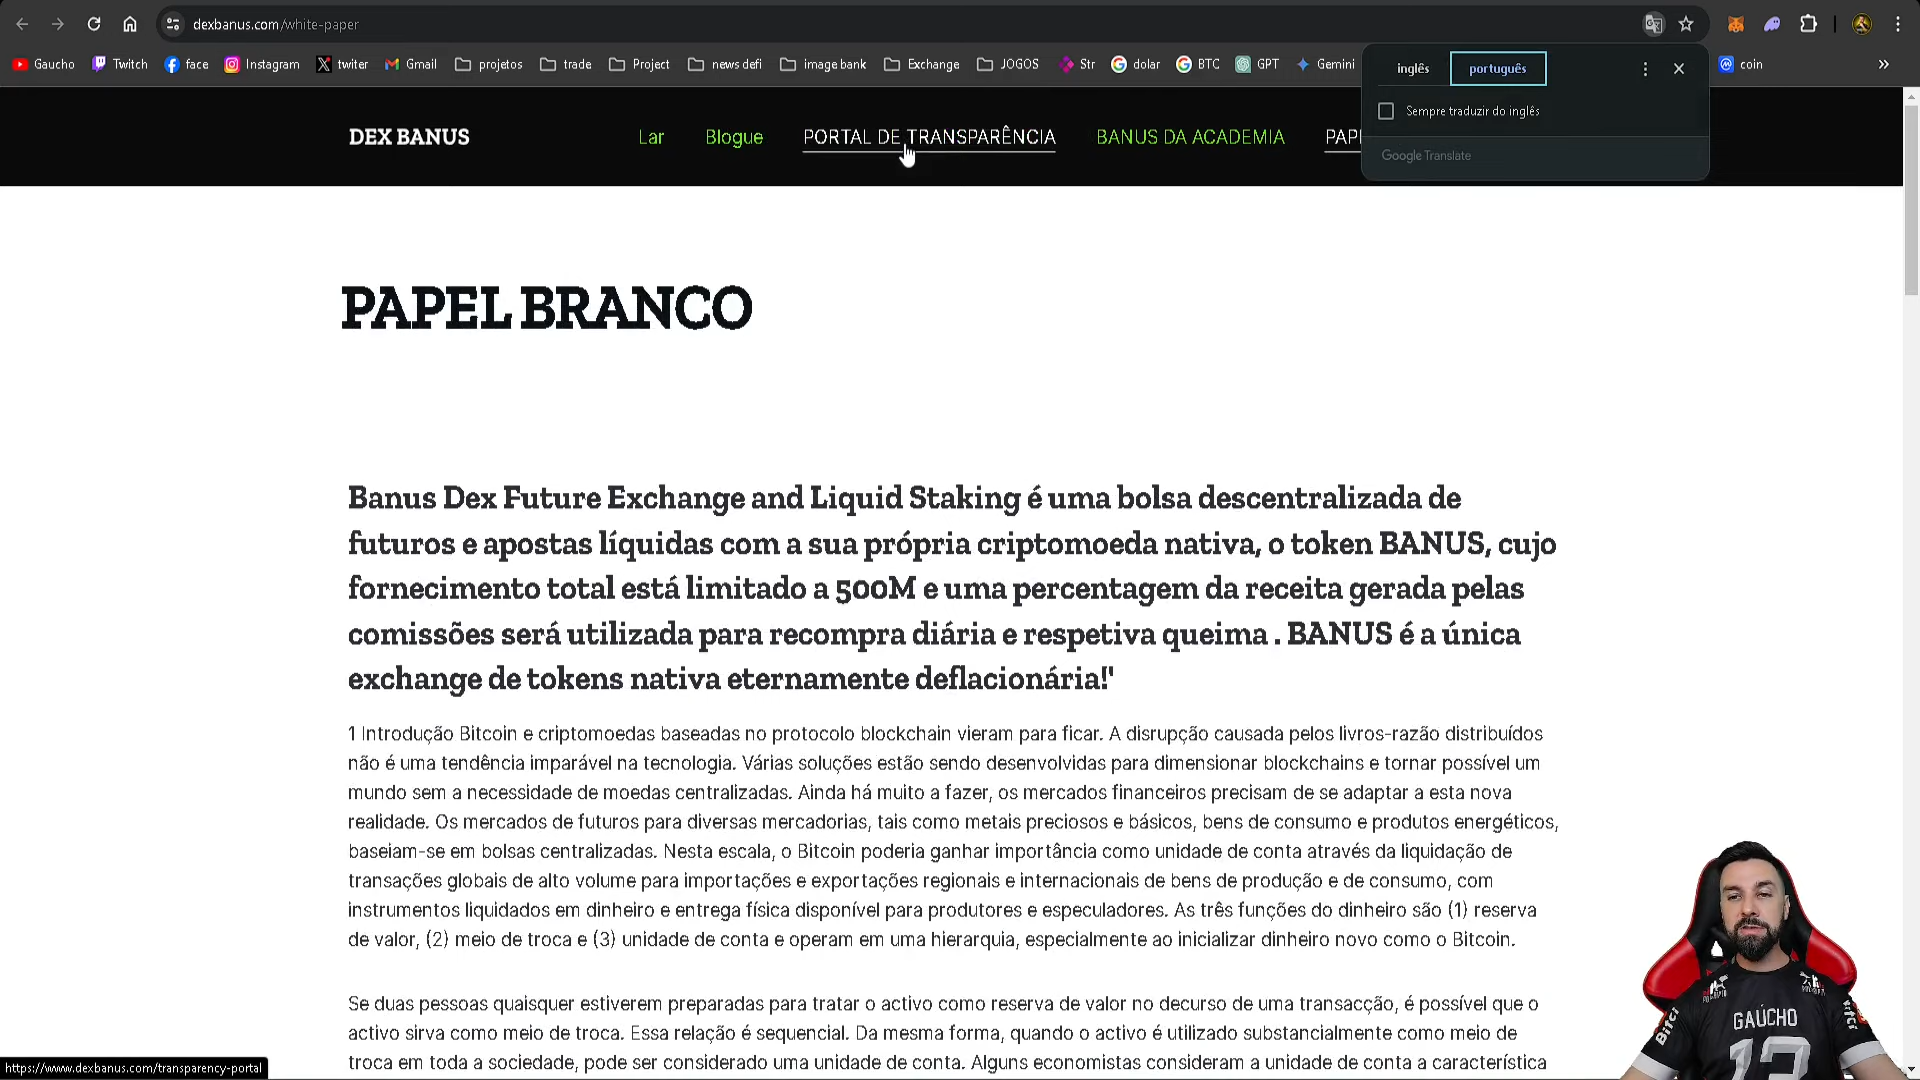 dexbanus.com/white-paper
Gaucho
Twitch
face
Instagram
twiter
Gmail
projetos
trade
Project
news defi
image bank
Exchange
JOGOS
Str
dolar
BTC
GPT
Gemini
coin
inglês
português
Sempre traduzir do inglês
Google Translate
DEX BANUS
Lar
Blogue
PORTAL DE TRANSPARÊNCIA
BANUS DA ACADEMIA
PAPE
PAPEL BRANCO
Banus Dex Future Exchange and Liquid Staking é uma bolsa descentralizada de
futuros e apostas líquidas com a sua própria criptomoeda nativa, o token BANUS, cujo
fornecimento total está limitado a 500M e uma percentagem da receita gerada pelas
comissões será utilizada para recompra diária e respetiva queima . BANUS é a única
exchange de tokens nativa eternamente deflacionária!'
1 Introdução Bitcoin e criptomoedas baseadas no protocolo blockchain vieram para ficar. A disrupção causada pelos livros-razão distribuídos
não é uma tendência imparável na tecnologia. Várias soluções estão sendo desenvolvidas para dimensionar blockchains e tornar possível um
mundo sem a necessidade de moedas centralizadas. Ainda há muito a fazer, os mercados financeiros precisam de se adaptar a esta nova
realidade. Os mercados de futuros para diversas mercadorias, tais como metais preciosos e básicos, bens de consumo e produtos energéticos,
baseiam-se em bolsas centralizadas. Nesta escala, o Bitcoin poderia ganhar importância como unidade de conta através da liquidação de
transações globais de alto volume para importações e exportações regionais e internacionais de bens de produção e de consumo, com
instrumentos liquidados em dinheiro e entrega física disponível para produtores e especuladores. As três funções do dinheiro são (1) reserva
de valor, (2) meio de troca e (3) unidade de conta e operam em uma hierarquia, especialmente ao inicializar dinheiro novo como o Bitcoin.
Se duas pessoas quaisquer estiverem preparadas para tratar o activo como reserva de valor no decurso de uma transacção, é possível que o
activo sirva como meio de troca. Essa relação é sequencial. Da mesma forma, quando o activo é utilizado substancialmente como meio de
troca em toda a sociedade, pode ser considerado uma unidade de conta. Alguns economistas consideram a unidade de conta a característica
https://www.dexbanus.com/transparency-portal
GAÚCHO